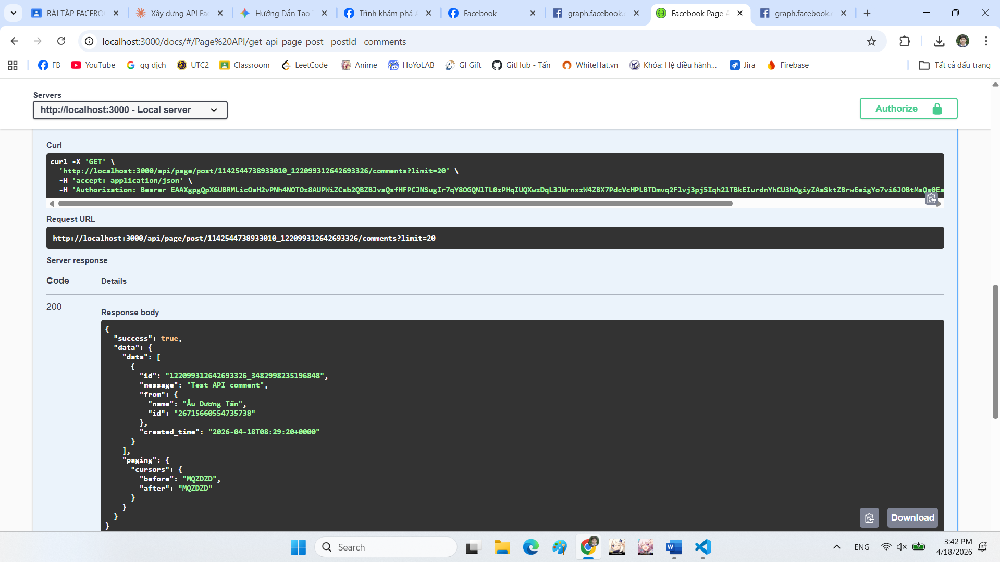 BÀI TẬP FACEBO
Xây dựng API Fa
Hướng Dẫn Tạo
Trình khám phá
Facebook
graph.facebook.
Facebook Page A
graph.facebook.
localhost:3000/docs/#/Page%20API/get_api_page_post__postId__comments
FB
YouTube
gg dịch
UTC2
Classroom
LeetCode
Anime
HoYoLAB
GI Gift
GitHub - Tấn
WhiteHat.vn
Khóa: Hệ điều hành...
Jira
Firebase
Tất cả dấu trang
Servers
http://localhost:3000 - Local server
Authorize
Curl
curl -X 'GET' \
'http://localhost:3000/api/page/post/1142544738933010_122099312642693326/comments?limit=20' \
-H 'accept: application/json' \
-H 'Authorization: Bearer
Request URL
http://localhost:3000/api/page/post/1142544738933010_122099312642693326/comments?limit=20
Server response
Code
Details
200
Response body
{
"success": true,
"data": {
"data": [
{
"id": "122099312642693326_3482998235196848",
"message": "Test API comment",
"from": {
"name": "Âu Dương Tấn",
"id": "26715660554735738"
},
"created_time": "2026-04-18T08:29:20+0000"
}
],
"paging": {
"cursors": {
"before": "MQZDZD",
"after": "MQZDZD"
}
}
}
}
Download
Search
ENG
3:42 PM
4/18/2026